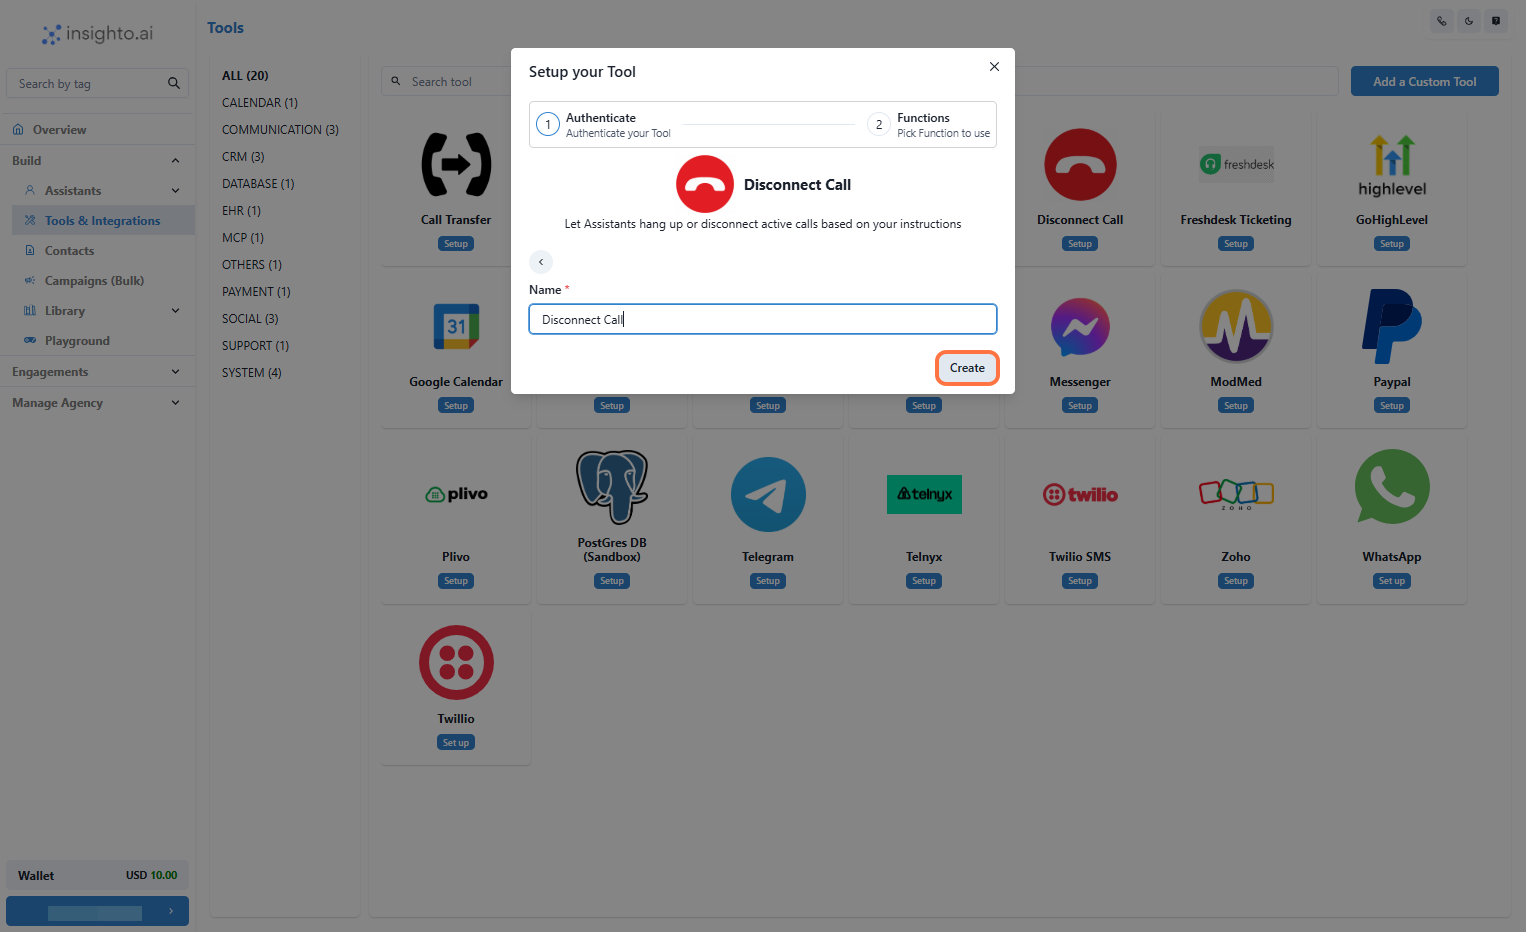 insighto.ai
Tools
Search by tag
Overview
Build
Assistants
Tools & Integrations
Contacts
Campaigns (Bulk)
Library
Playground
Engagements
Manage Agency
Wallet
USD 10.00
ALL (20)
CALENDAR (1)
COMMUNICATION (3)
CRM (3)
DATABASE (1)
EHR (1)
MCP (1)
OTHERS (1)
PAYMENT (1)
SOCIAL (3)
SUPPORT (1)
SYSTEM (4)
Search tool
Add a Custom Tool
Setup your Tool
1
Authenticate
Authenticate your Tool
2
Functions
Pick Function to use
Disconnect Call
Let Assistants hang up or disconnect active calls based on your instructions
Name *
Disconnect Call
Create
Call Transfer
Setup
Disconnect Call
Setup
freshdesk
Freshdesk Ticketing
Setup
highlevel
GoHighLevel
Setup
31
Google Calendar
Setup
Setup
Setup
Setup
Messenger
Setup
ModMed
Setup
Paypal
Setup
plivo
Plivo
Setup
PostGres DB
(Sandbox)
Setup
Telegram
Setup
telnyx
Telnyx
Setup
twilio
Twilio SMS
Setup
ZOHO
Zoho
Setup
WhatsApp
Set up
Twillio
Set up